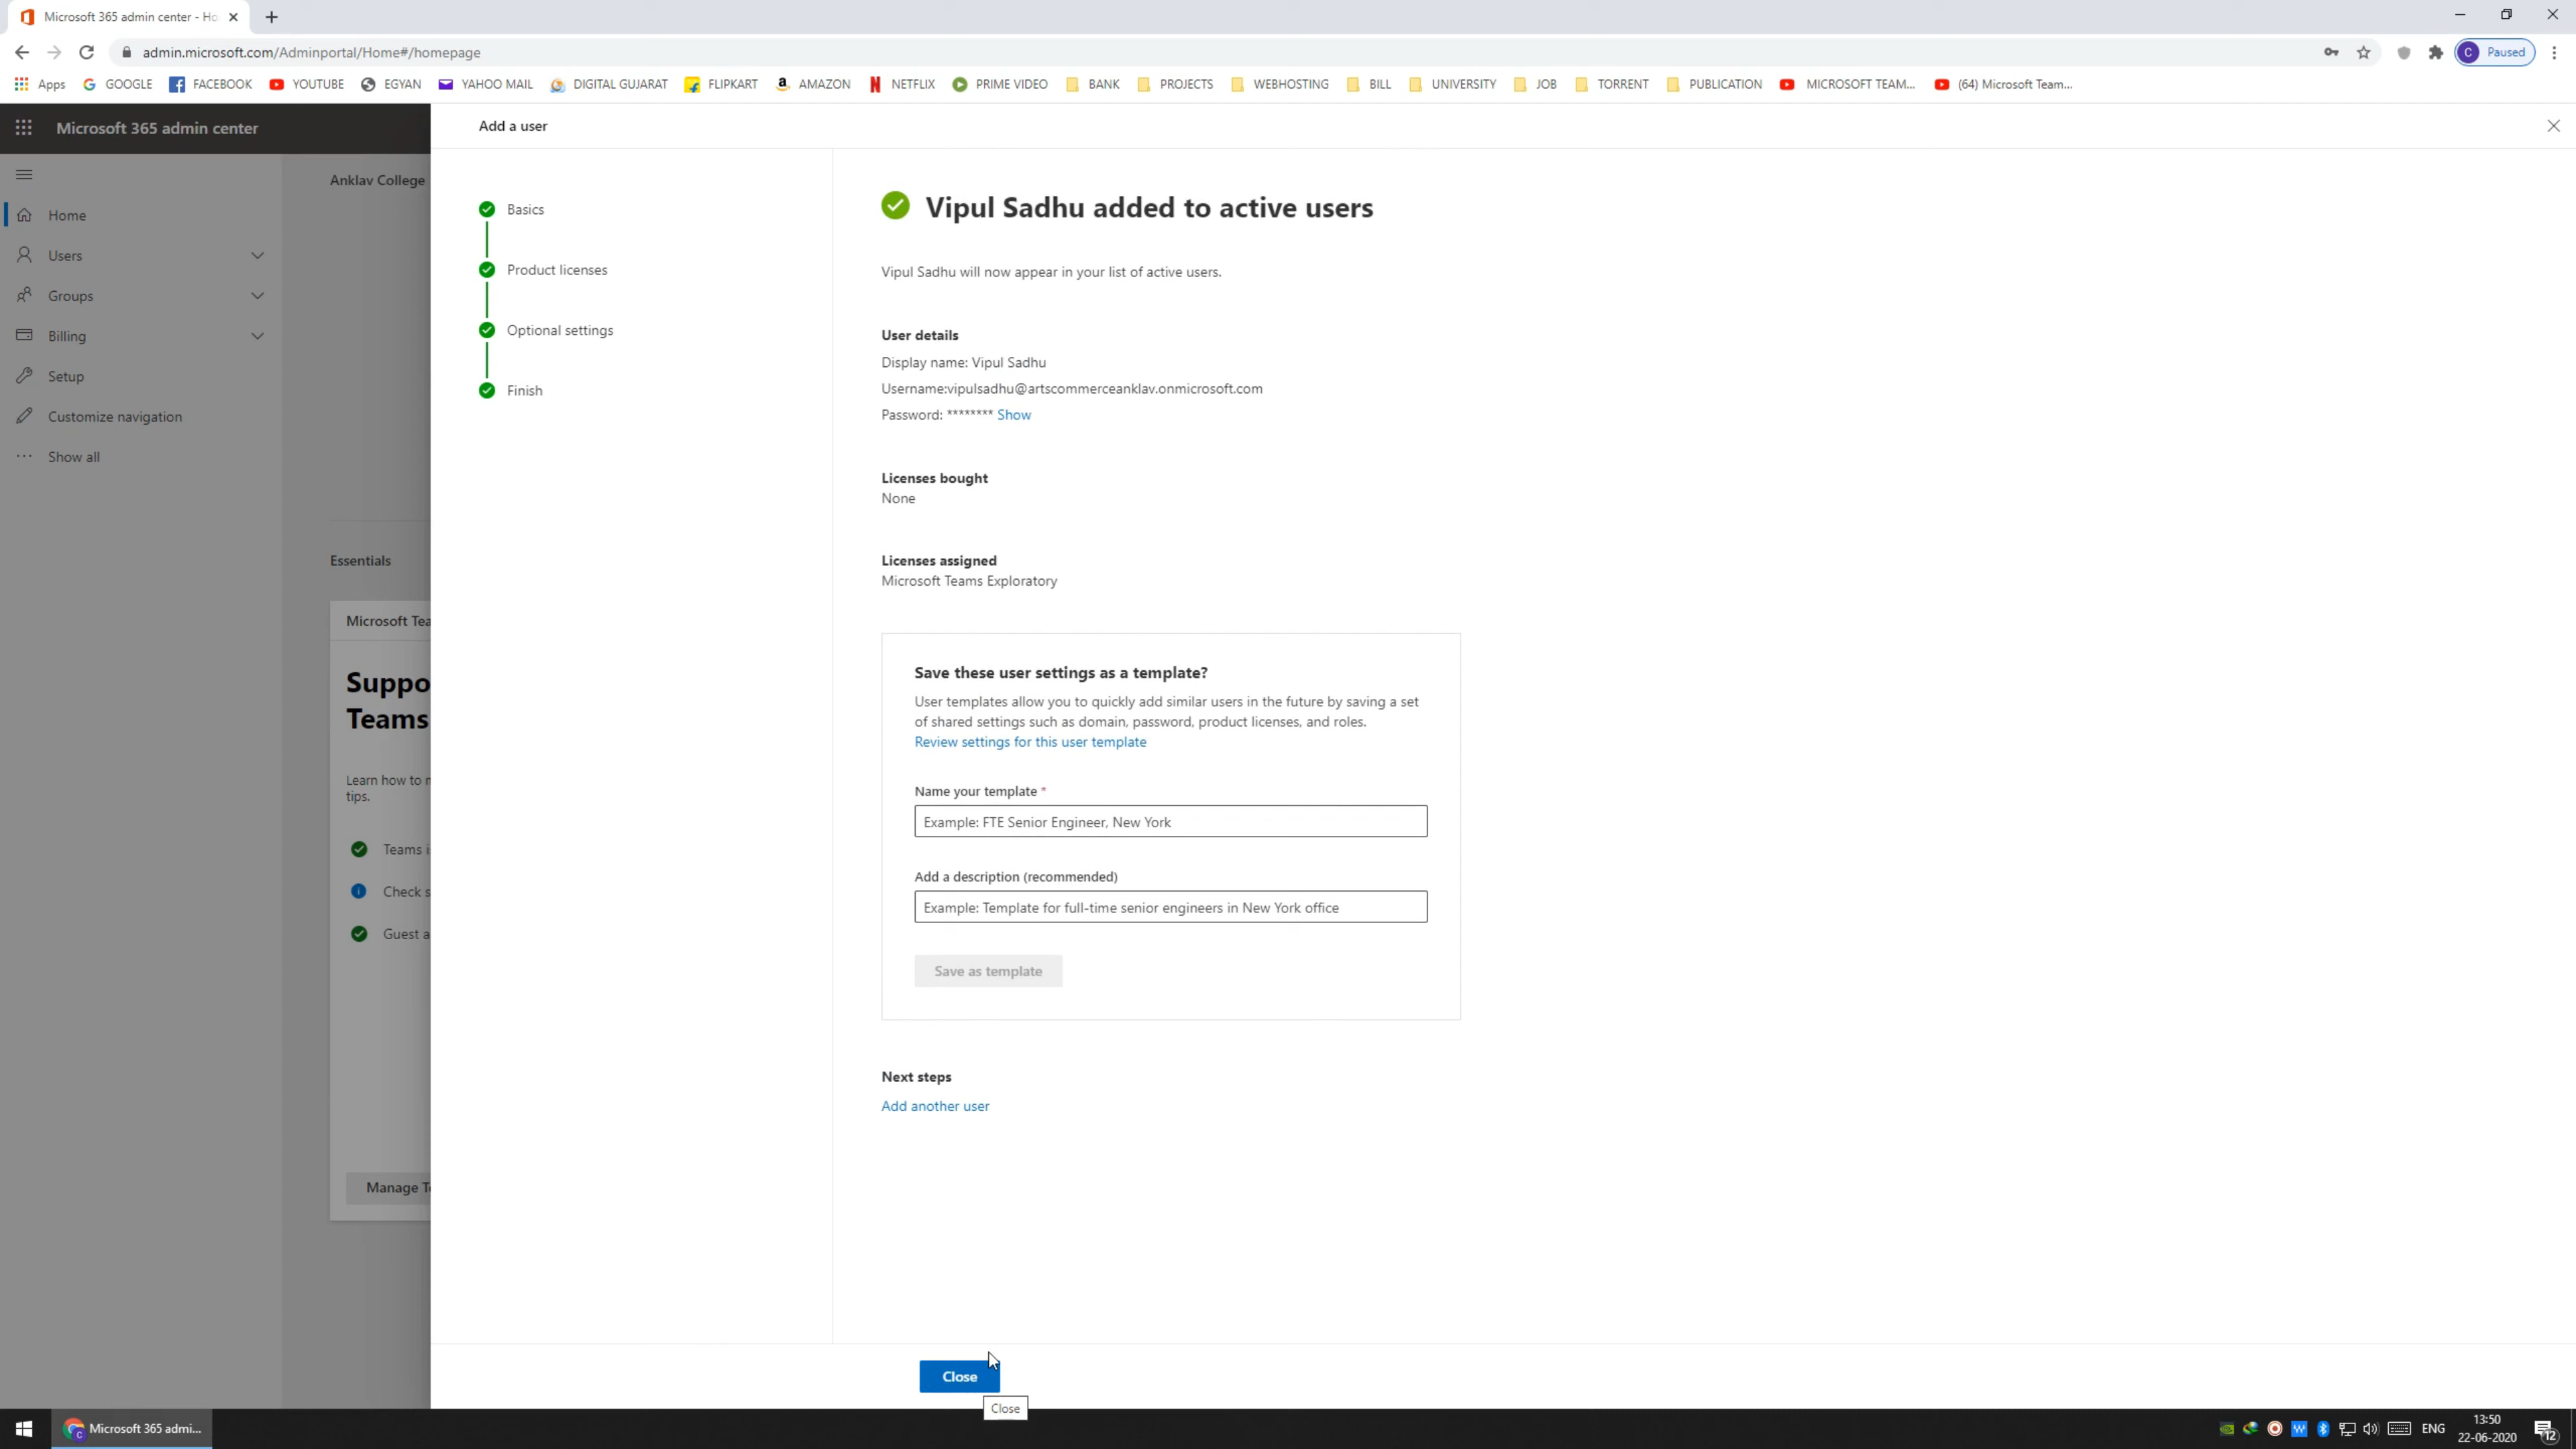 Microsoft 365 admin center - Ho
admin.microsoft.com/Adminportal/Home#/homepage
Paused
Apps
GOOGLE
FACEBOOK
YOUTUBE
EGYAN
YAHOO MAIL
DIGITAL GUJARAT
FLIPKART
AMAZON
NETFLIX
PRIME VIDEO
BANK
PROJECTS
WEBHOSTING
BILL
UNIVERSITY
JOB
TORRENT
PUBLICATION
MICROSOFT TEAM...
(64) Microsoft Team...
Microsoft 365 admin center
Home
Users
Groups
Billing
Setup
Customize navigation
Show all
Anklav College
Essentials
Microsoft Tea
Suppo
Teams
Learn how to m
tips.
Teams i
Check s
Guest a
Manage Te
Add a user
Basics
Product licenses
Optional settings
Finish
Vipul Sadhu added to active users
Vipul Sadhu will now appear in your list of active users.
User details
Display name: Vipul Sadhu
Username:vipulsadhu@artscommerceanklav.onmicrosoft.com
Password: ******** Show
Licenses bought
None
Licenses assigned
Microsoft Teams Exploratory
Save these user settings as a template?
User templates allow you to quickly add similar users in the future by saving a set
of shared settings such as domain, password, product licenses, and roles.
Review settings for this user template
Name your template *
Example: FTE Senior Engineer, New York
Add a description (recommended)
Example: Template for full-time senior engineers in New York office
Save as template
Next steps
Add another user
Close
Close
Microsoft 365 admi...
ENG
13:50
22-06-2020
12